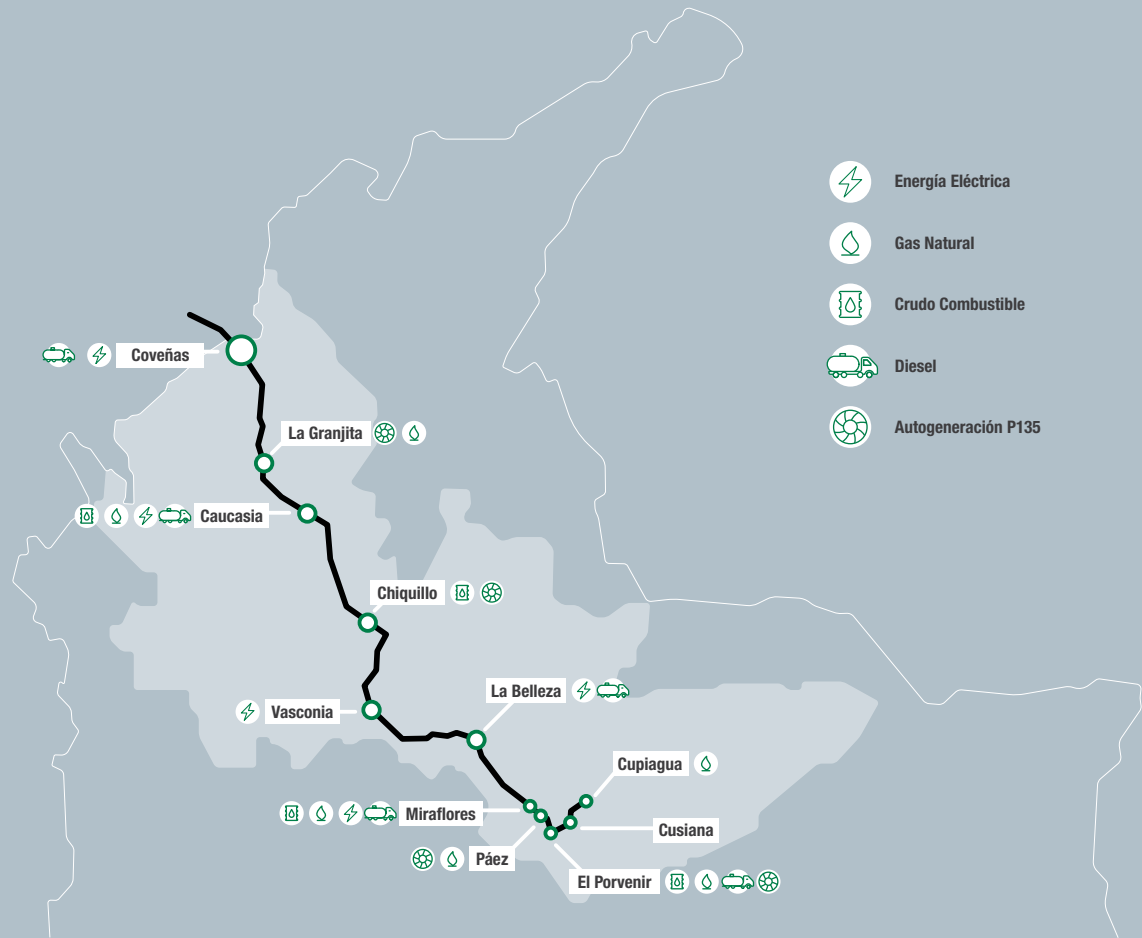 Energía Eléctrica
Gas Natural
Crudo Combustible
Diesel
Autogeneración P135
Coveñas
La Granjita
Caucasia
Chiquillo
La Belleza
Vasconia
Cupiagua
Miraflores
Cusiana
Páez
El Porvenir